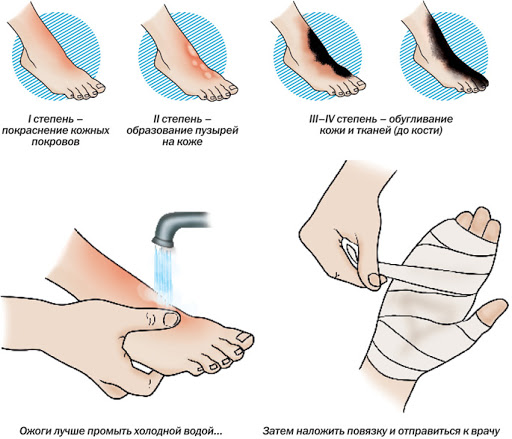 I степень –
покраснение кожных
покровов
II степень –
образование пузырей
на коже
III–IV степень – обугливание
кожи и тканей (до кости)
Ожоги лучше промыть холодной водой...
Затем наложить повязку и отправиться к врачу